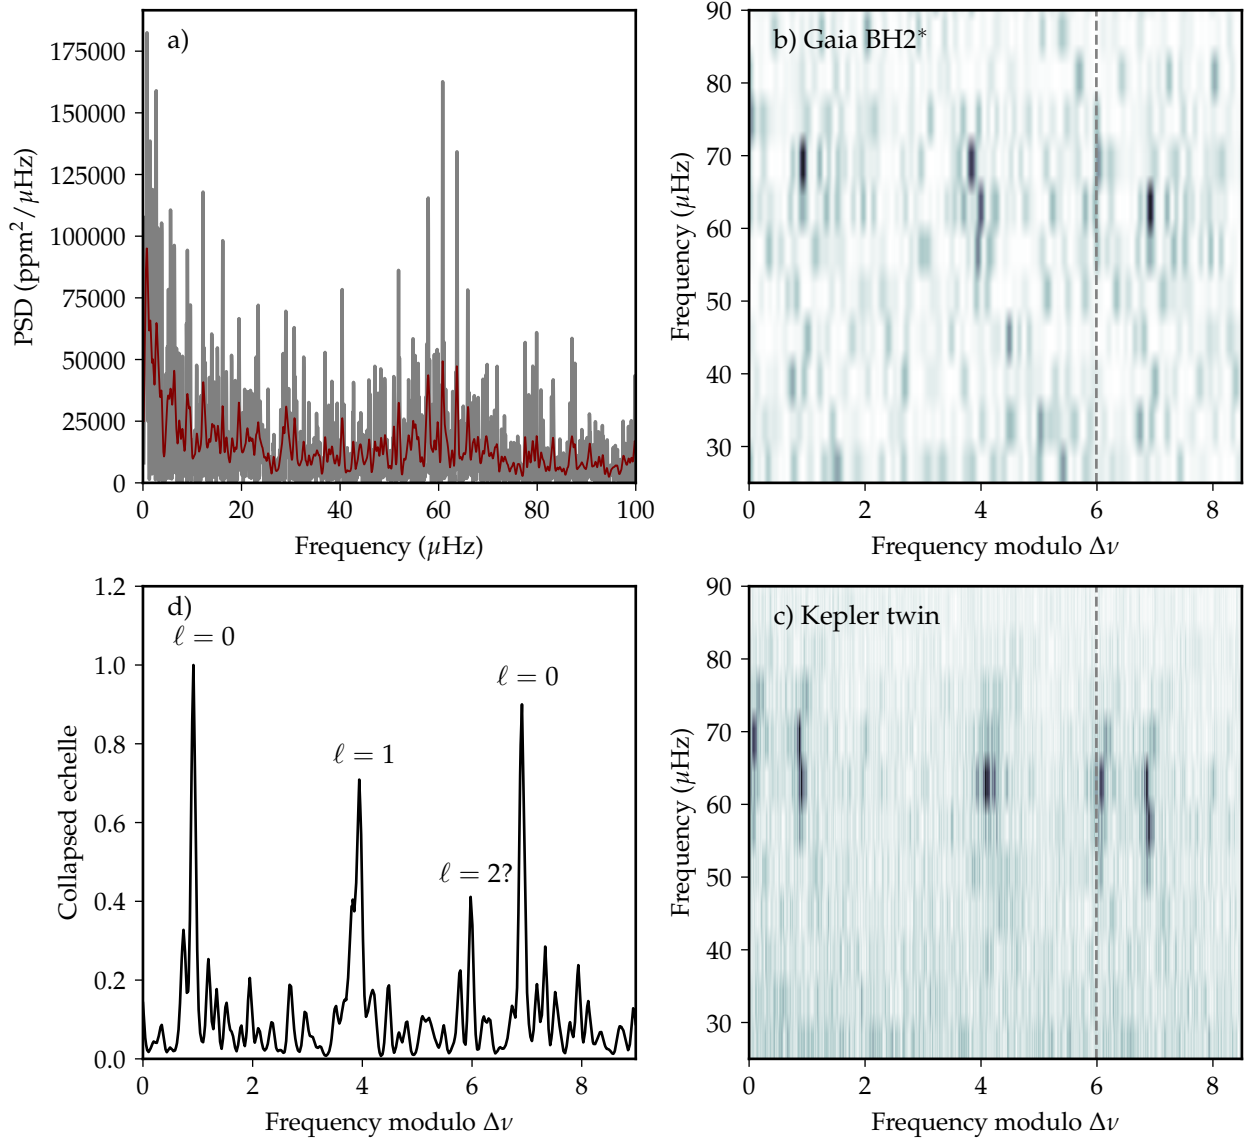 a)
175000
150000
125000
100000
75000
50000
25000
0
PSD (ppm² / μHz)
0 20 40 60 80 100
Frequency (μHz)
b) Gaia BH2*
90
80
70
60
50
40
30
Frequency (μHz)
0 2 4 6 8
Frequency modulo Δν
d)
1.2
1.0
0.8
0.6
0.4
0.2
0.0
Collapsed echelle
ℓ = 0
ℓ = 1
ℓ = 2?
ℓ = 0
0 2 4 6 8
Frequency modulo Δν
c) Kepler twin
90
80
70
60
50
40
30
Frequency (μHz)
0 2 4 6 8
Frequency modulo Δν